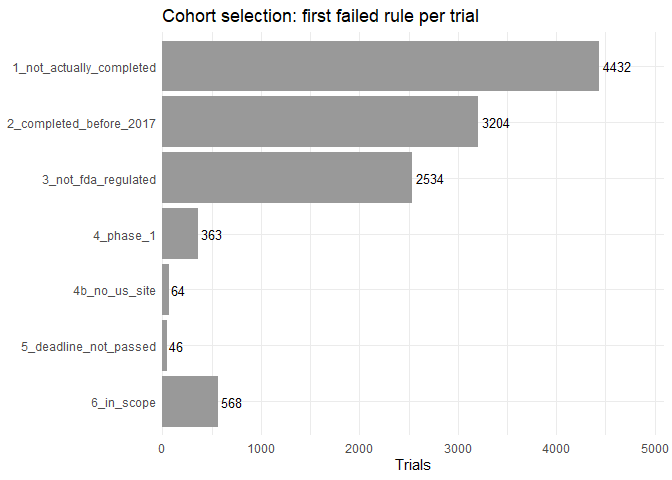 Cohort selection: first failed rule per trial
1_not_actually_completed 4432
2_completed_before_2017 3204
3_not_fda_regulated 2534
4_phase_1 363
4b_no_us_site 64
5_deadline_not_passed 46
6_in_scope 568
0 1000 2000 3000 4000 5000
Trials